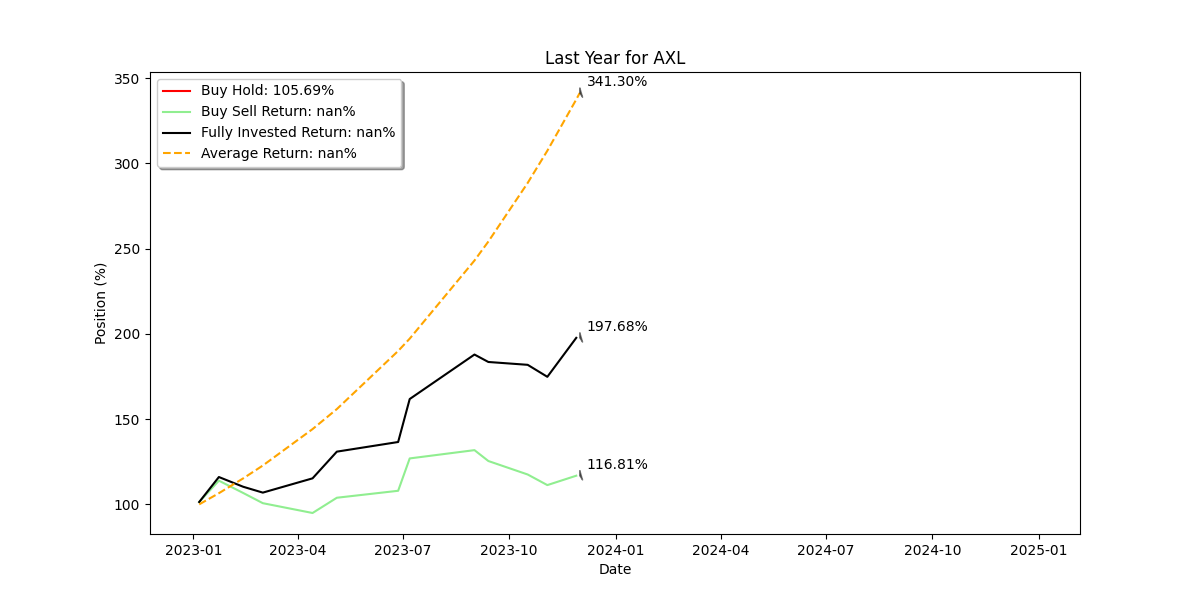 Last Year for AXL
350
300
250
200
150
100
Position (%)
Buy Hold: 105.69%
Buy Sell Return: nan%
Fully Invested Return: nan%
Average Return: nan%
341.30%
197.68%
116.81%
2023-01 2023-04 2023-07 2023-10 2024-01 2024-04 2024-07 2024-10 2025-01
Date